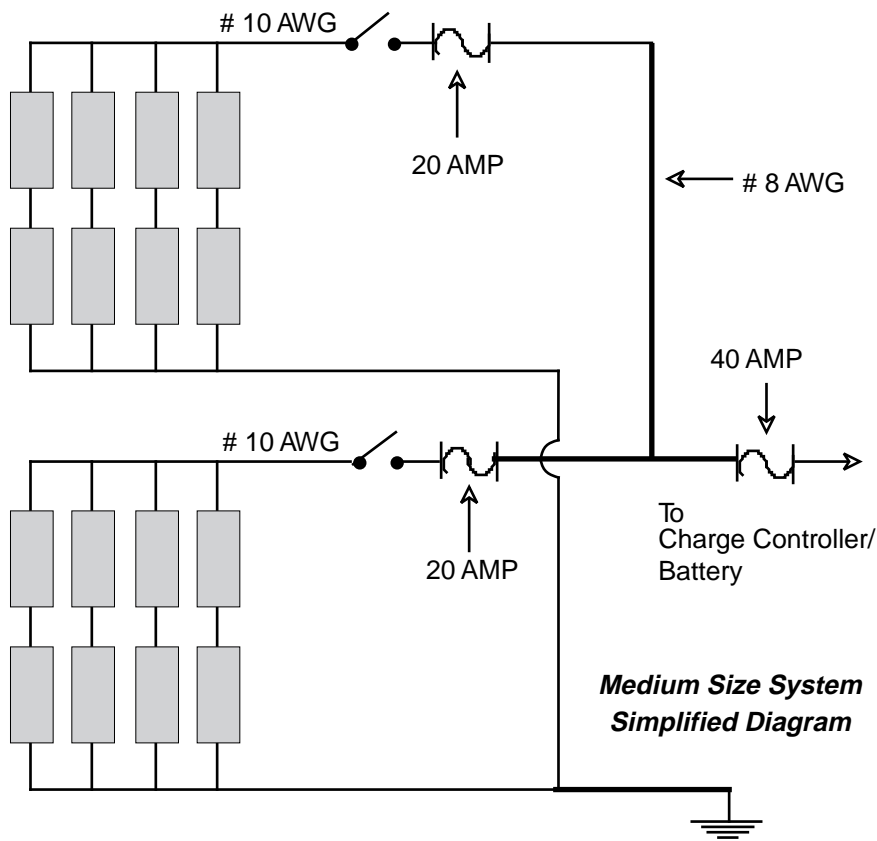 # 10 AWG
20 AMP
# 8 AWG
40 AMP
# 10 AWG
20 AMP
To
Charge Controller/
Battery
Medium Size System
Simplified Diagram